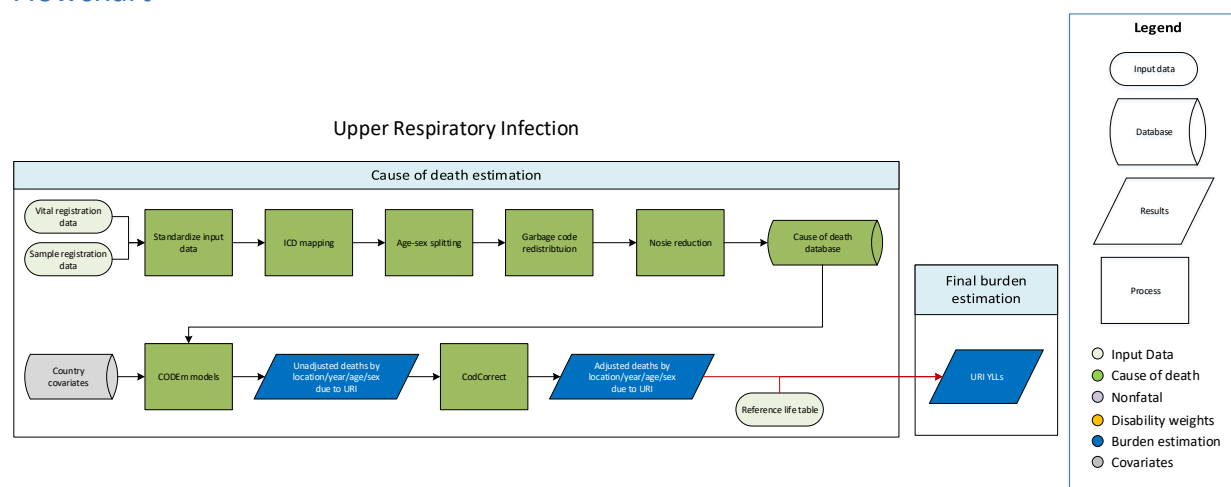 Upper Respiratory Infection
Cause of death estimation
Vital registration
data
Sample registration
data
Standardize input
data
ICD mapping
Age-sex splitting
Garbage code
redistribtuion
Nosie reduction
Cause of death
database
Country
covariates
CODEm models
Unadjusted deaths by
location/year/age/sex
due to URI
CodCorrect
Adjusted deaths by
location/year/age/sex
due to URI
Reference life table
Final burden
estimation
URI YLLs
Legend
Input data
Database
Results
Process
Input Data
Cause of death
Nonfatal
Disability weights
Burden estimation
Covariates